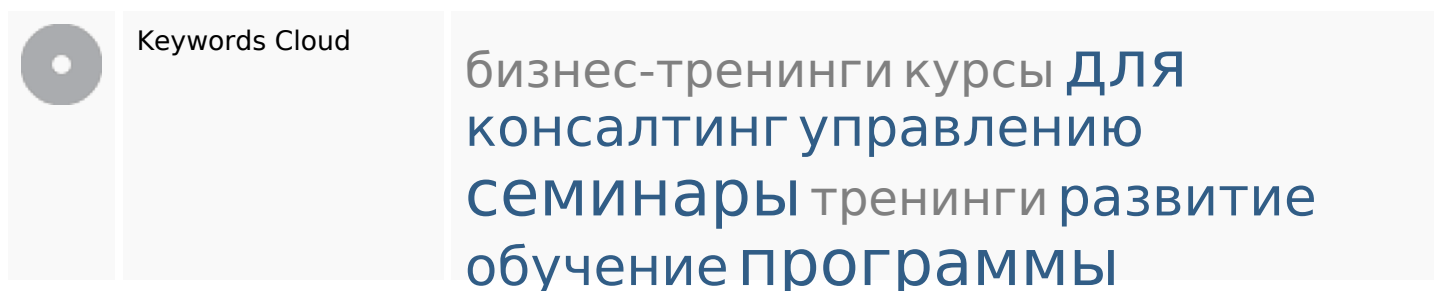 Keywords Cloud
бизнес-тренинги курсы для
консалтинг управлению
семинары тренинги развитие
обучение программы